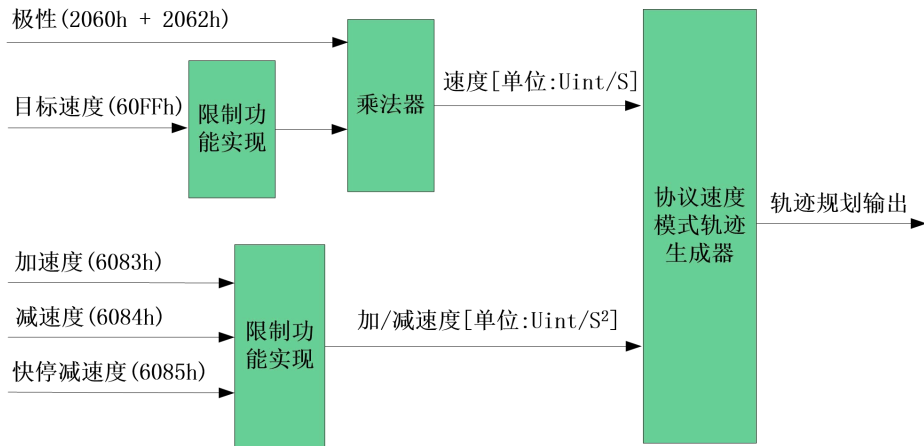 极性(2060h + 2062h)
目标速度(60FFh)
限制功
能实现
乘法器
速度[单位:Uint/S]
协议速度
模式轨迹
生成器
轨迹规划输出
加速度(6083h)
减速度(6084h)
快停减速度(6085h)
限制功
能实现
加/减速度[单位:Uint/S²]